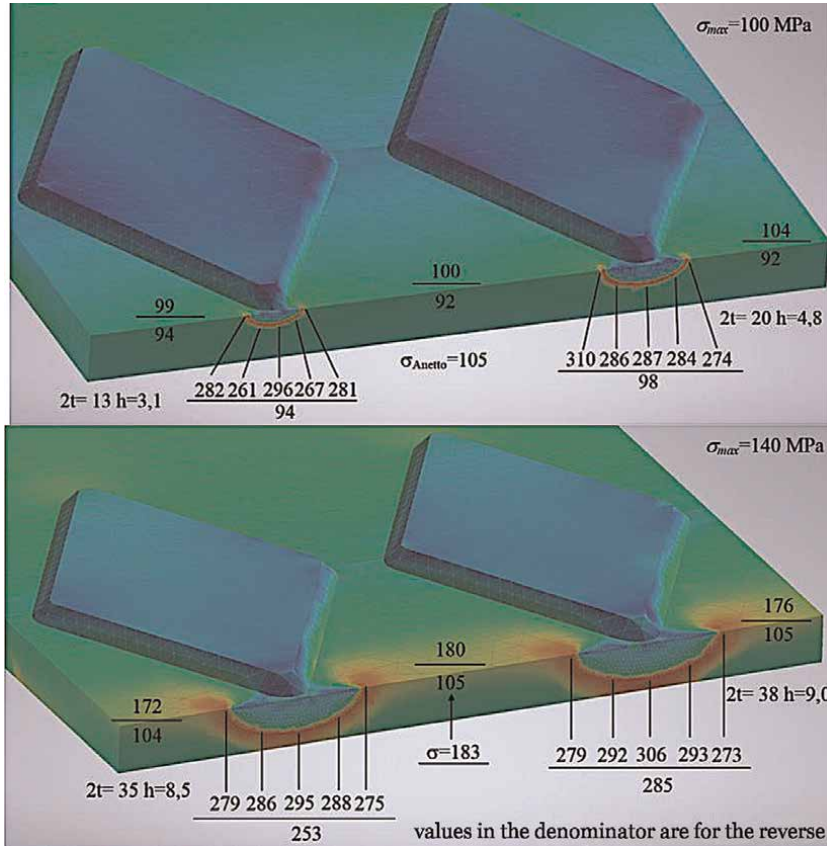 σmax=100 MPa
104
92
100
92
99
94
2t= 20 h=4,8
σAnetto=105
310 286 287 284 274
98
282 261 296 267 281
94
2t= 13 h=3,1
σmax=140 MPa
176
105
180
105
172
104
2t= 38 h=9,0
σ=183
279 292 306 293 273
285
2t= 35 h=8,5
279 286 295 288 275
253
values in the denominator are for the reverse